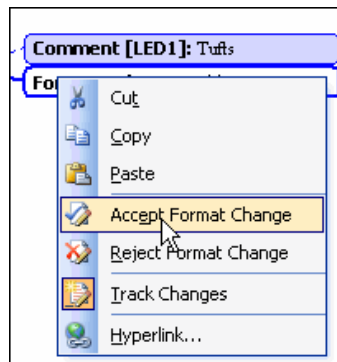 Comment [LED1]: Tufts
Cut
Copy
Paste
Accept Format Change
Reject Format Change
Track Changes
Hyperlink...